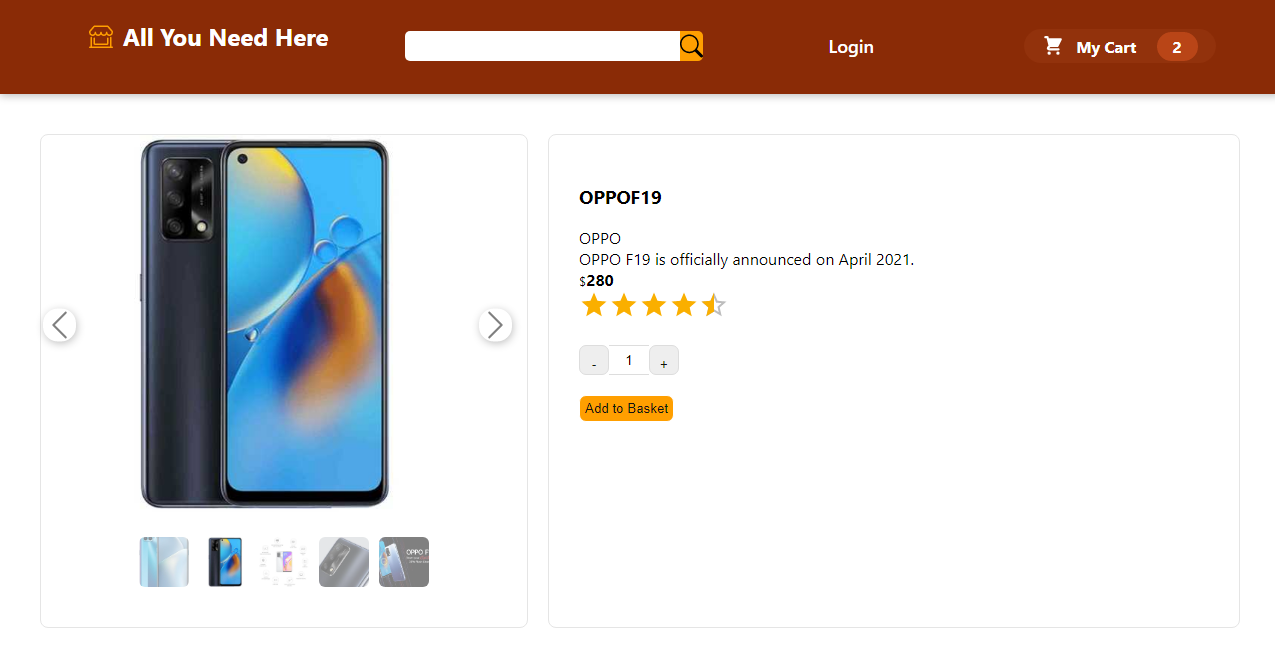 All You Need Here
Login
My Cart 2
OPPOF19
OPPO
OPPO F19 is officially announced on April 2021.
$280
- 1 +
Add to Basket
OPPO F